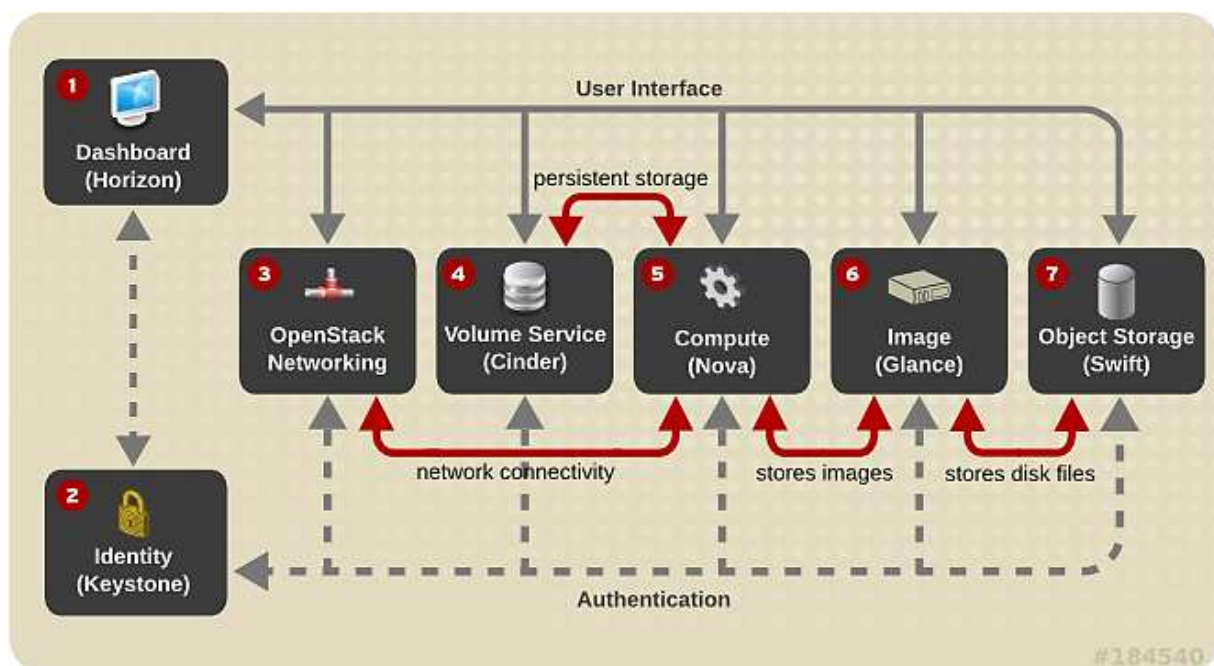 1
Dashboard
(Horizon)
User Interface
persistent storage
3
OpenStack
Networking
4
Volume Service
(Cinder)
5
Compute
(Nova)
6
Image
(Glance)
7
Object Storage
(Swift)
network connectivity
stores images
stores disk files
2
Identity
(Keystone)
Authentication
#184540